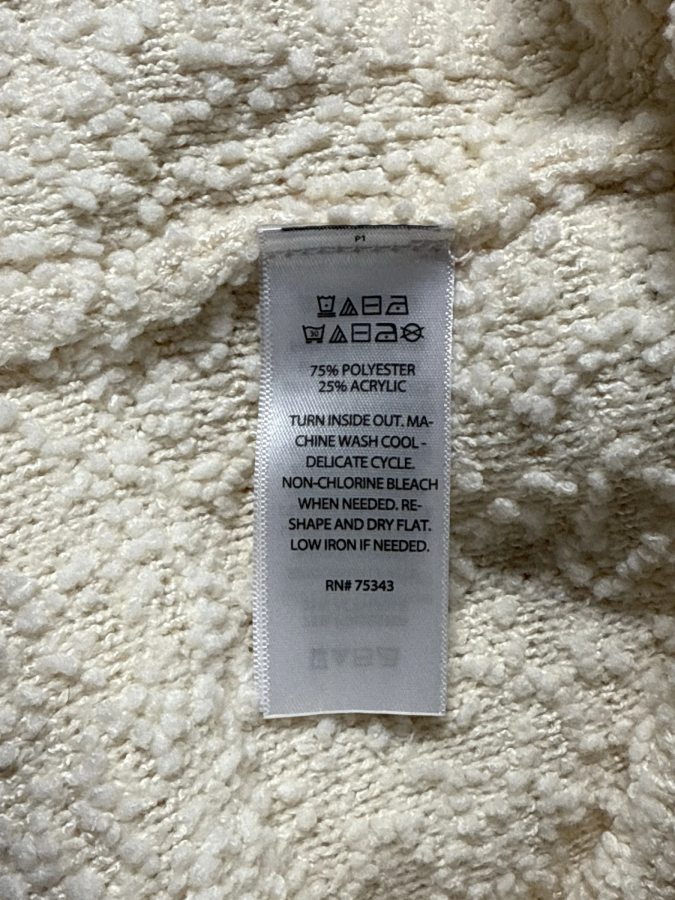 P1
30
75% POLYESTER
25% ACRYLIC
TURN INSIDE OUT. MA-
CHINE WASH COOL -
DELICATE CYCLE.
NON-CHLORINE BLEACH
WHEN NEEDED. RE-
SHAPE AND DRY FLAT.
LOW IRON IF NEEDED.
RN# 75343